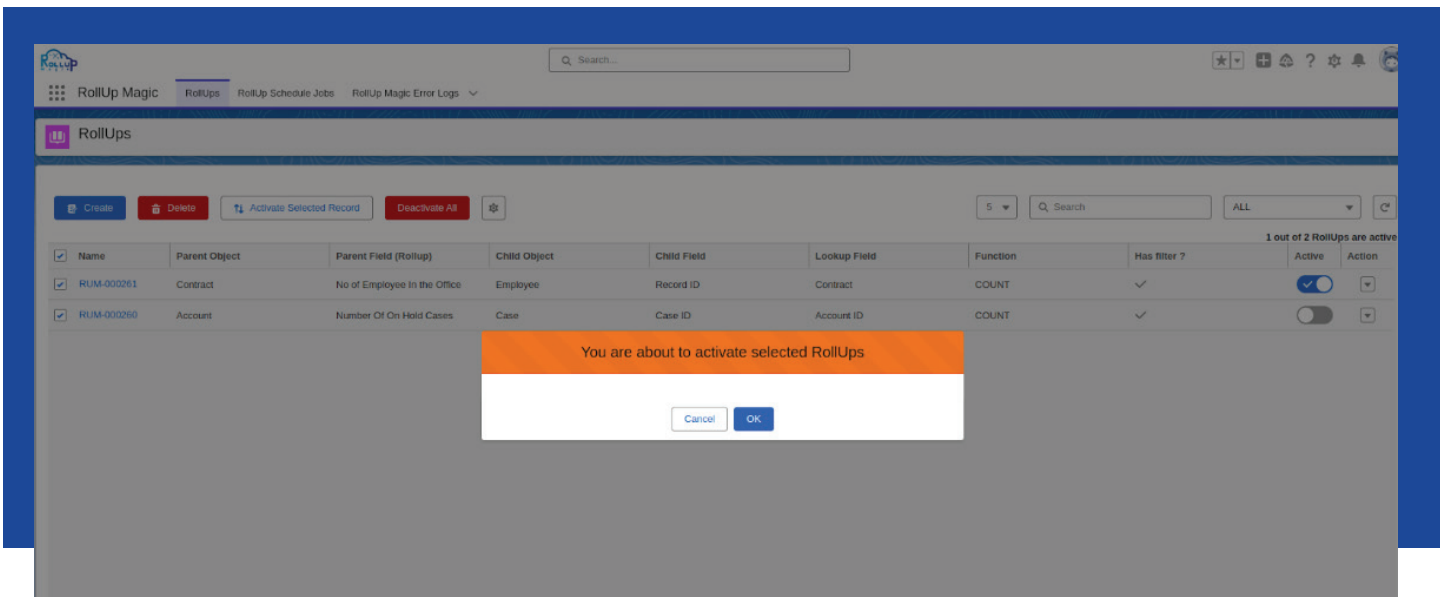 RollUp
Search...
RollUp Magic RollUps RollUp Schedule Jobs RollUp Magic Error Logs
RollUps
Create Delete Activate Selected Record Deactivate All 5 Search ALL
1 out of 2 RollUps are active
Name Parent Object Parent Field (Rollup) Child Object Child Field Lookup Field Function Has filter ? Active Action
RUM-000261 Contract No of Employee In the Office Employee Record ID Contract COUNT
RUM-000260 Account Number Of On Hold Cases Case Case ID Account ID COUNT
You are about to activate selected RollUps
Cancel OK